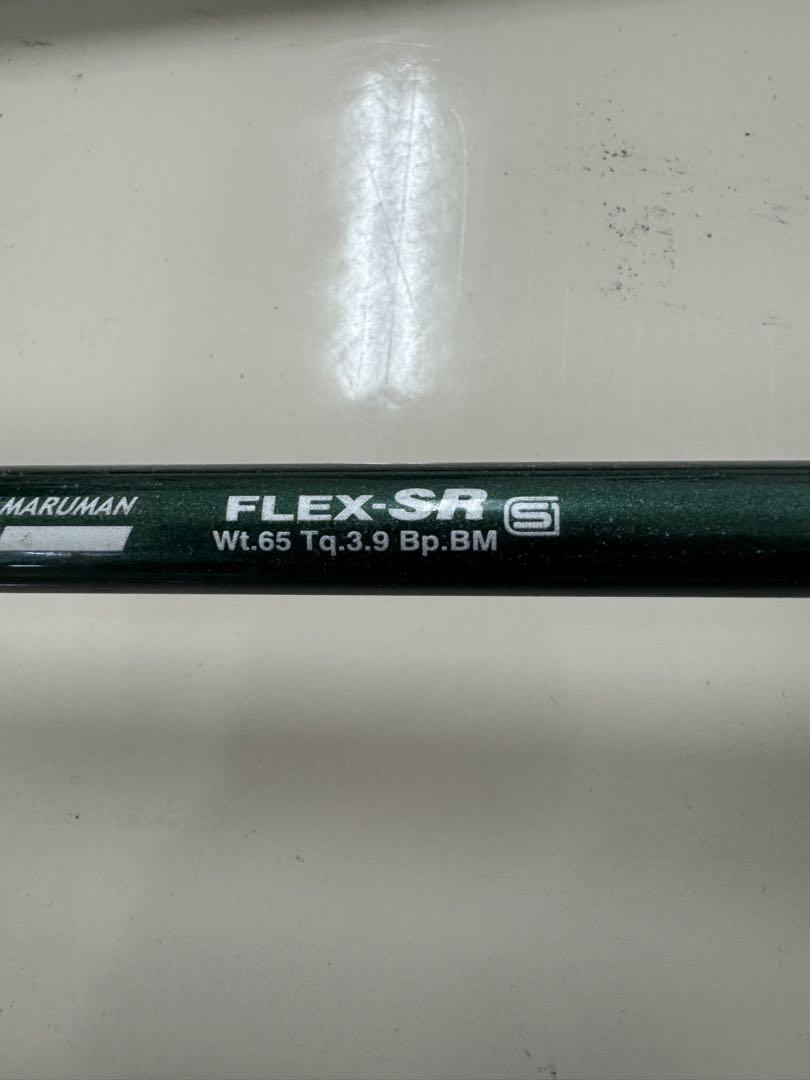 MARUMAN
FLEX-SR S
Wt.65 Tq.3.9 Bp.BM